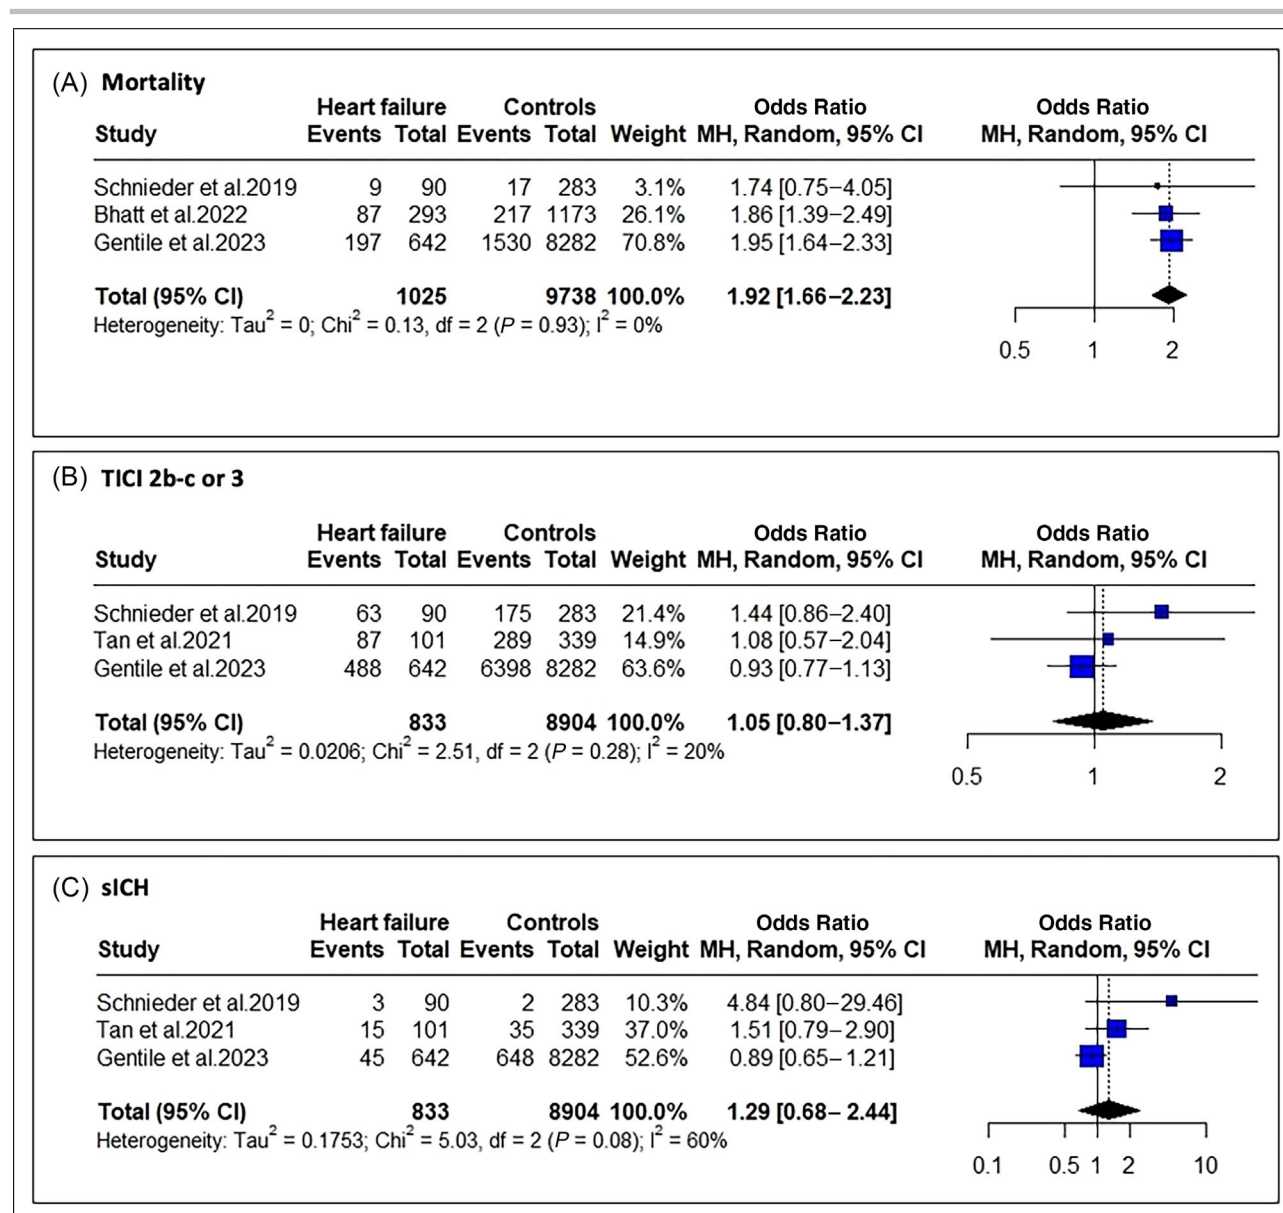 (A) Mortality
Heart failure Controls Odds Ratio Odds Ratio
Study Events Total Events Total Weight MH, Random, 95% CI MH, Random, 95% CI
Schnieder et al.2019 9 90 17 283 3.1% 1.74 [0.75–4.05]
Bhatt et al.2022 87 293 217 1173 26.1% 1.86 [1.39–2.49]
Gentile et al.2023 197 642 1530 8282 70.8% 1.95 [1.64–2.33]
Total (95% CI) 1025 9738 100.0% 1.92 [1.66–2.23]
Heterogeneity: Tau² = 0; Chi² = 0.13, df = 2 (P = 0.93); I² = 0%
0.5 1 2
(B) TICI 2b-c or 3
Heart failure Controls Odds Ratio Odds Ratio
Study Events Total Events Total Weight MH, Random, 95% CI MH, Random, 95% CI
Schnieder et al.2019 63 90 175 283 21.4% 1.44 [0.86–2.40]
Tan et al.2021 87 101 289 339 14.9% 1.08 [0.57–2.04]
Gentile et al.2023 488 642 6398 8282 63.6% 0.93 [0.77–1.13]
Total (95% CI) 833 8904 100.0% 1.05 [0.80–1.37]
Heterogeneity: Tau² = 0.0206; Chi² = 2.51, df = 2 (P = 0.28); I² = 20%
0.5 1 2
(C) sICH
Heart failure Controls Odds Ratio Odds Ratio
Study Events Total Events Total Weight MH, Random, 95% CI MH, Random, 95% CI
Schnieder et al.2019 3 90 2 283 10.3% 4.84 [0.80–29.46]
Tan et al.2021 15 101 35 339 37.0% 1.51 [0.79–2.90]
Gentile et al.2023 45 642 648 8282 52.6% 0.89 [0.65–1.21]
Total (95% CI) 833 8904 100.0% 1.29 [0.68– 2.44]
Heterogeneity: Tau² = 0.1753; Chi² = 5.03, df = 2 (P = 0.08); I² = 60%
0.1 0.5 1 2 10